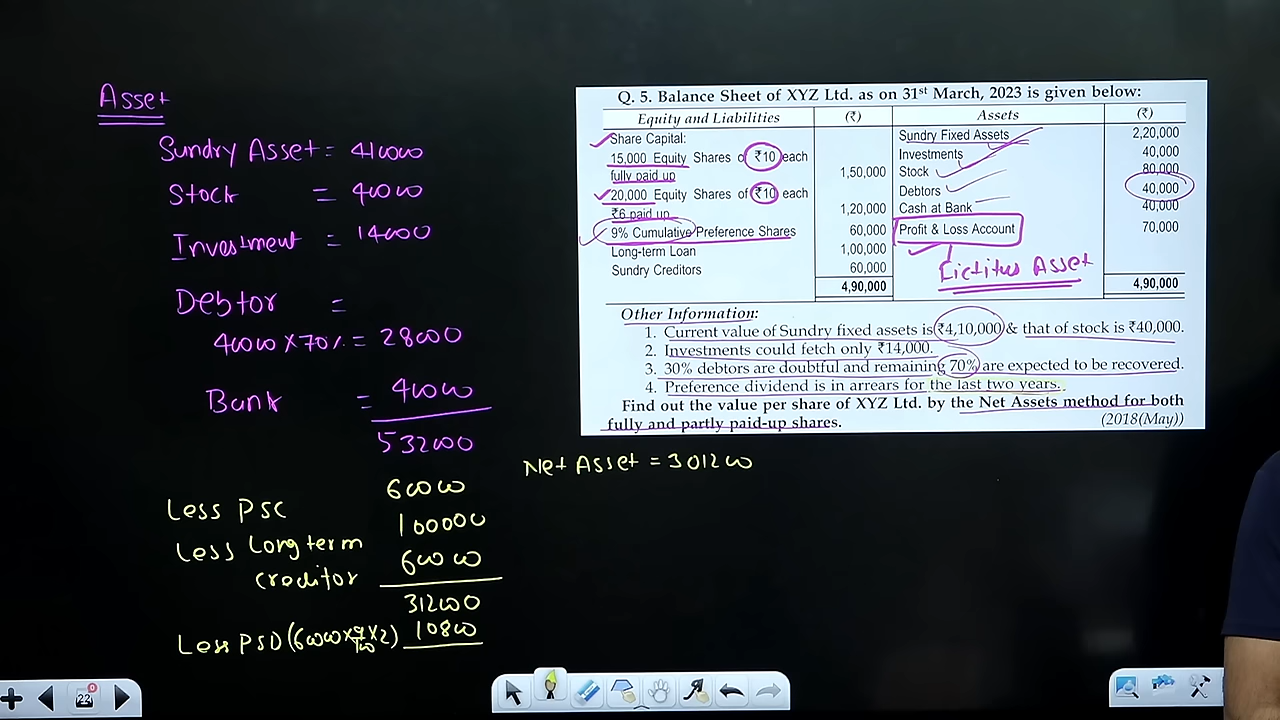 Asset
Sundry Asset = 410000
Stock = 40000
Investment = 14000
Debtor =
40000 x 70% = 28000
Bank = 40000
532000
Less PSC 60000
Less Long term 100000
creditor 60000
312000
Less PSD (60000 x 9/100 x 2) 10800
Net Asset = 301200
Q. 5. Balance Sheet of XYZ Ltd. as on 31st March, 2023 is given below:
Equity and Liabilities (₹) Assets (₹)
Share Capital: Sundry Fixed Assets 2,20,000
15,000 Equity Shares of ₹10 each Investments 40,000
fully paid up 1,50,000 Stock 80,000
20,000 Equity Shares of ₹10 each Debtors 40,000
₹6 paid up 1,20,000 Cash at Bank 40,000
9% Cumulative Preference Shares 60,000 Profit & Loss Account 70,000
Long-term Loan 1,00,000
Sundry Creditors 60,000
Fictitus Asset
4,90,000 4,90,000
Other Information:
1. Current value of Sundry fixed assets is ₹4,10,000 & that of stock is ₹40,000.
2. Investments could fetch only ₹14,000.
3. 30% debtors are doubtful and remaining 70% are expected to be recovered.
4. Preference dividend is in arrears for the last two years.
Find out the value per share of XYZ Ltd. by the Net Assets method for both
fully and partly paid-up shares. (2018(May))
22
0